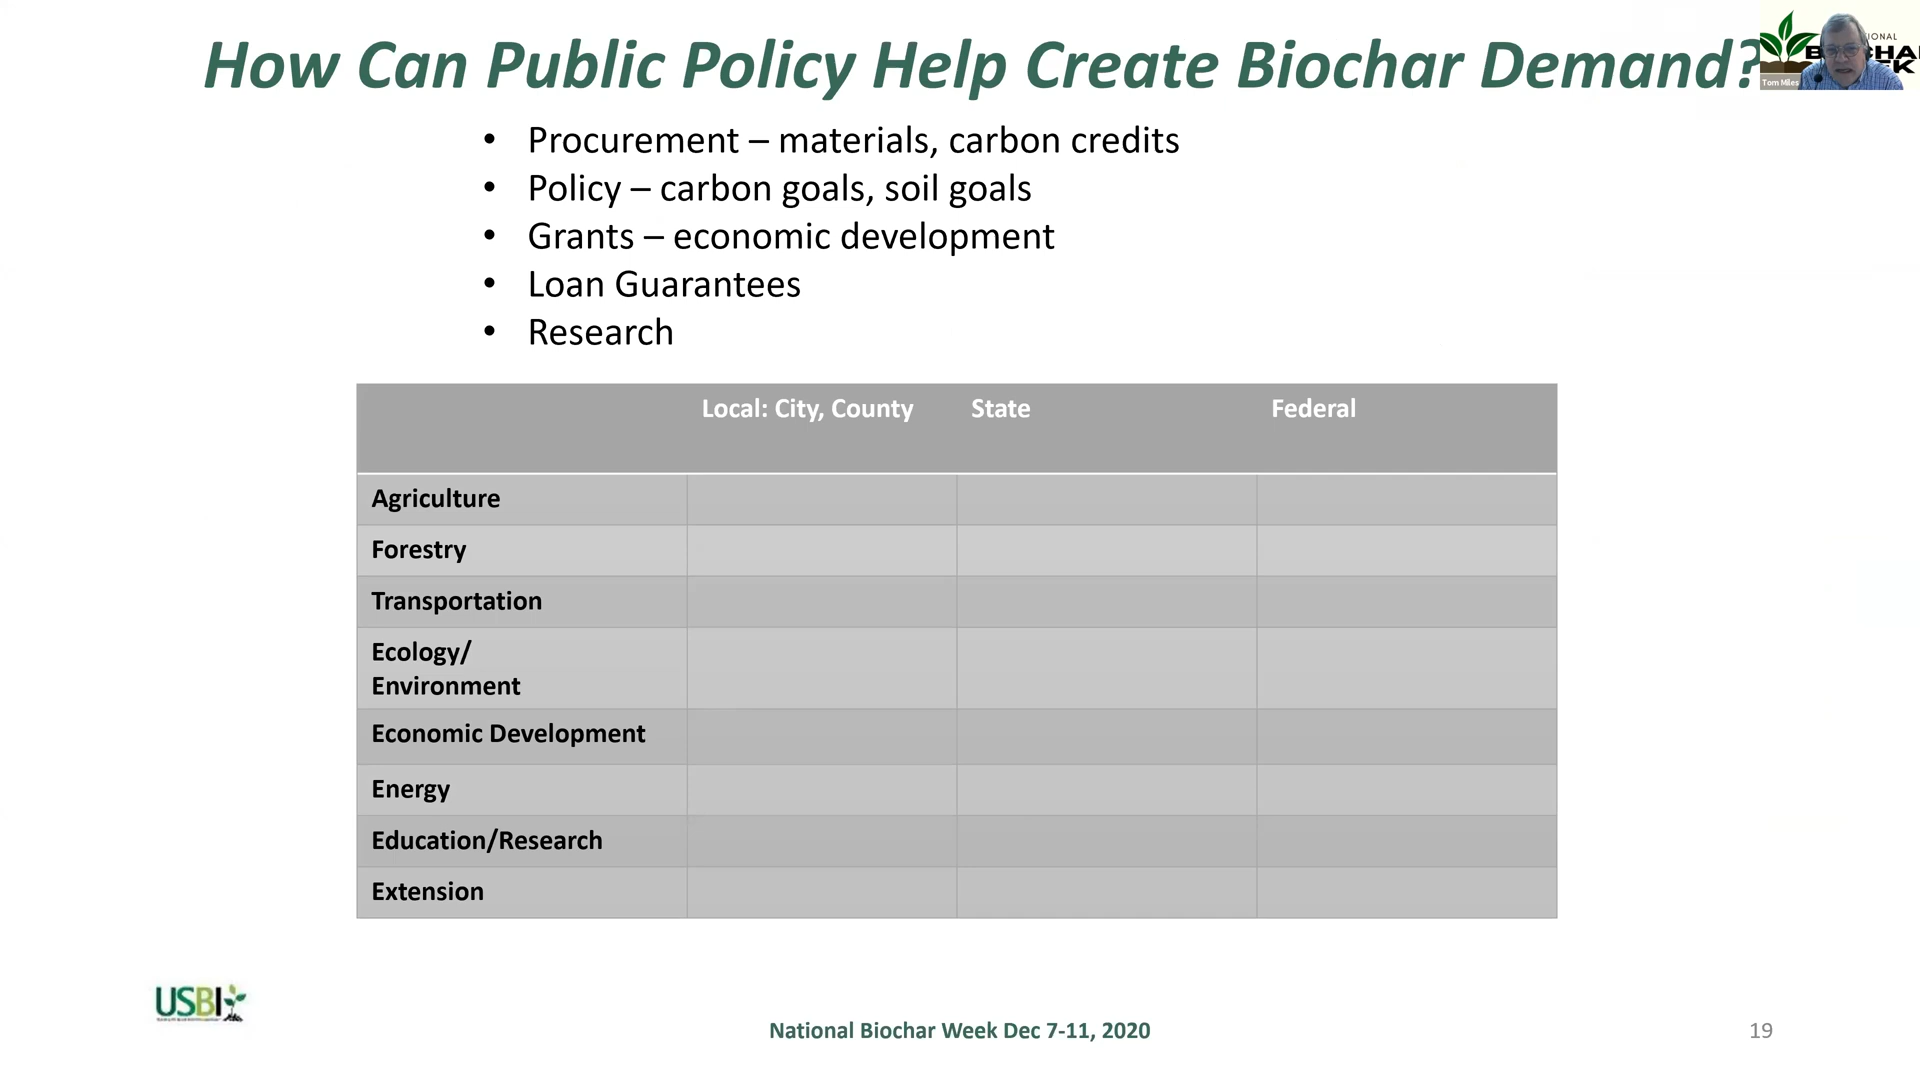 How Can Public Policy Help Create Biochar Demand?
Tom Miles
• Procurement – materials, carbon credits
• Policy – carbon goals, soil goals
• Grants – economic development
• Loan Guarantees
• Research
Local: City, County State Federal
Agriculture
Forestry
Transportation
Ecology/
Environment
Economic Development
Energy
Education/Research
Extension
USBI
National Biochar Week Dec 7-11, 2020
19